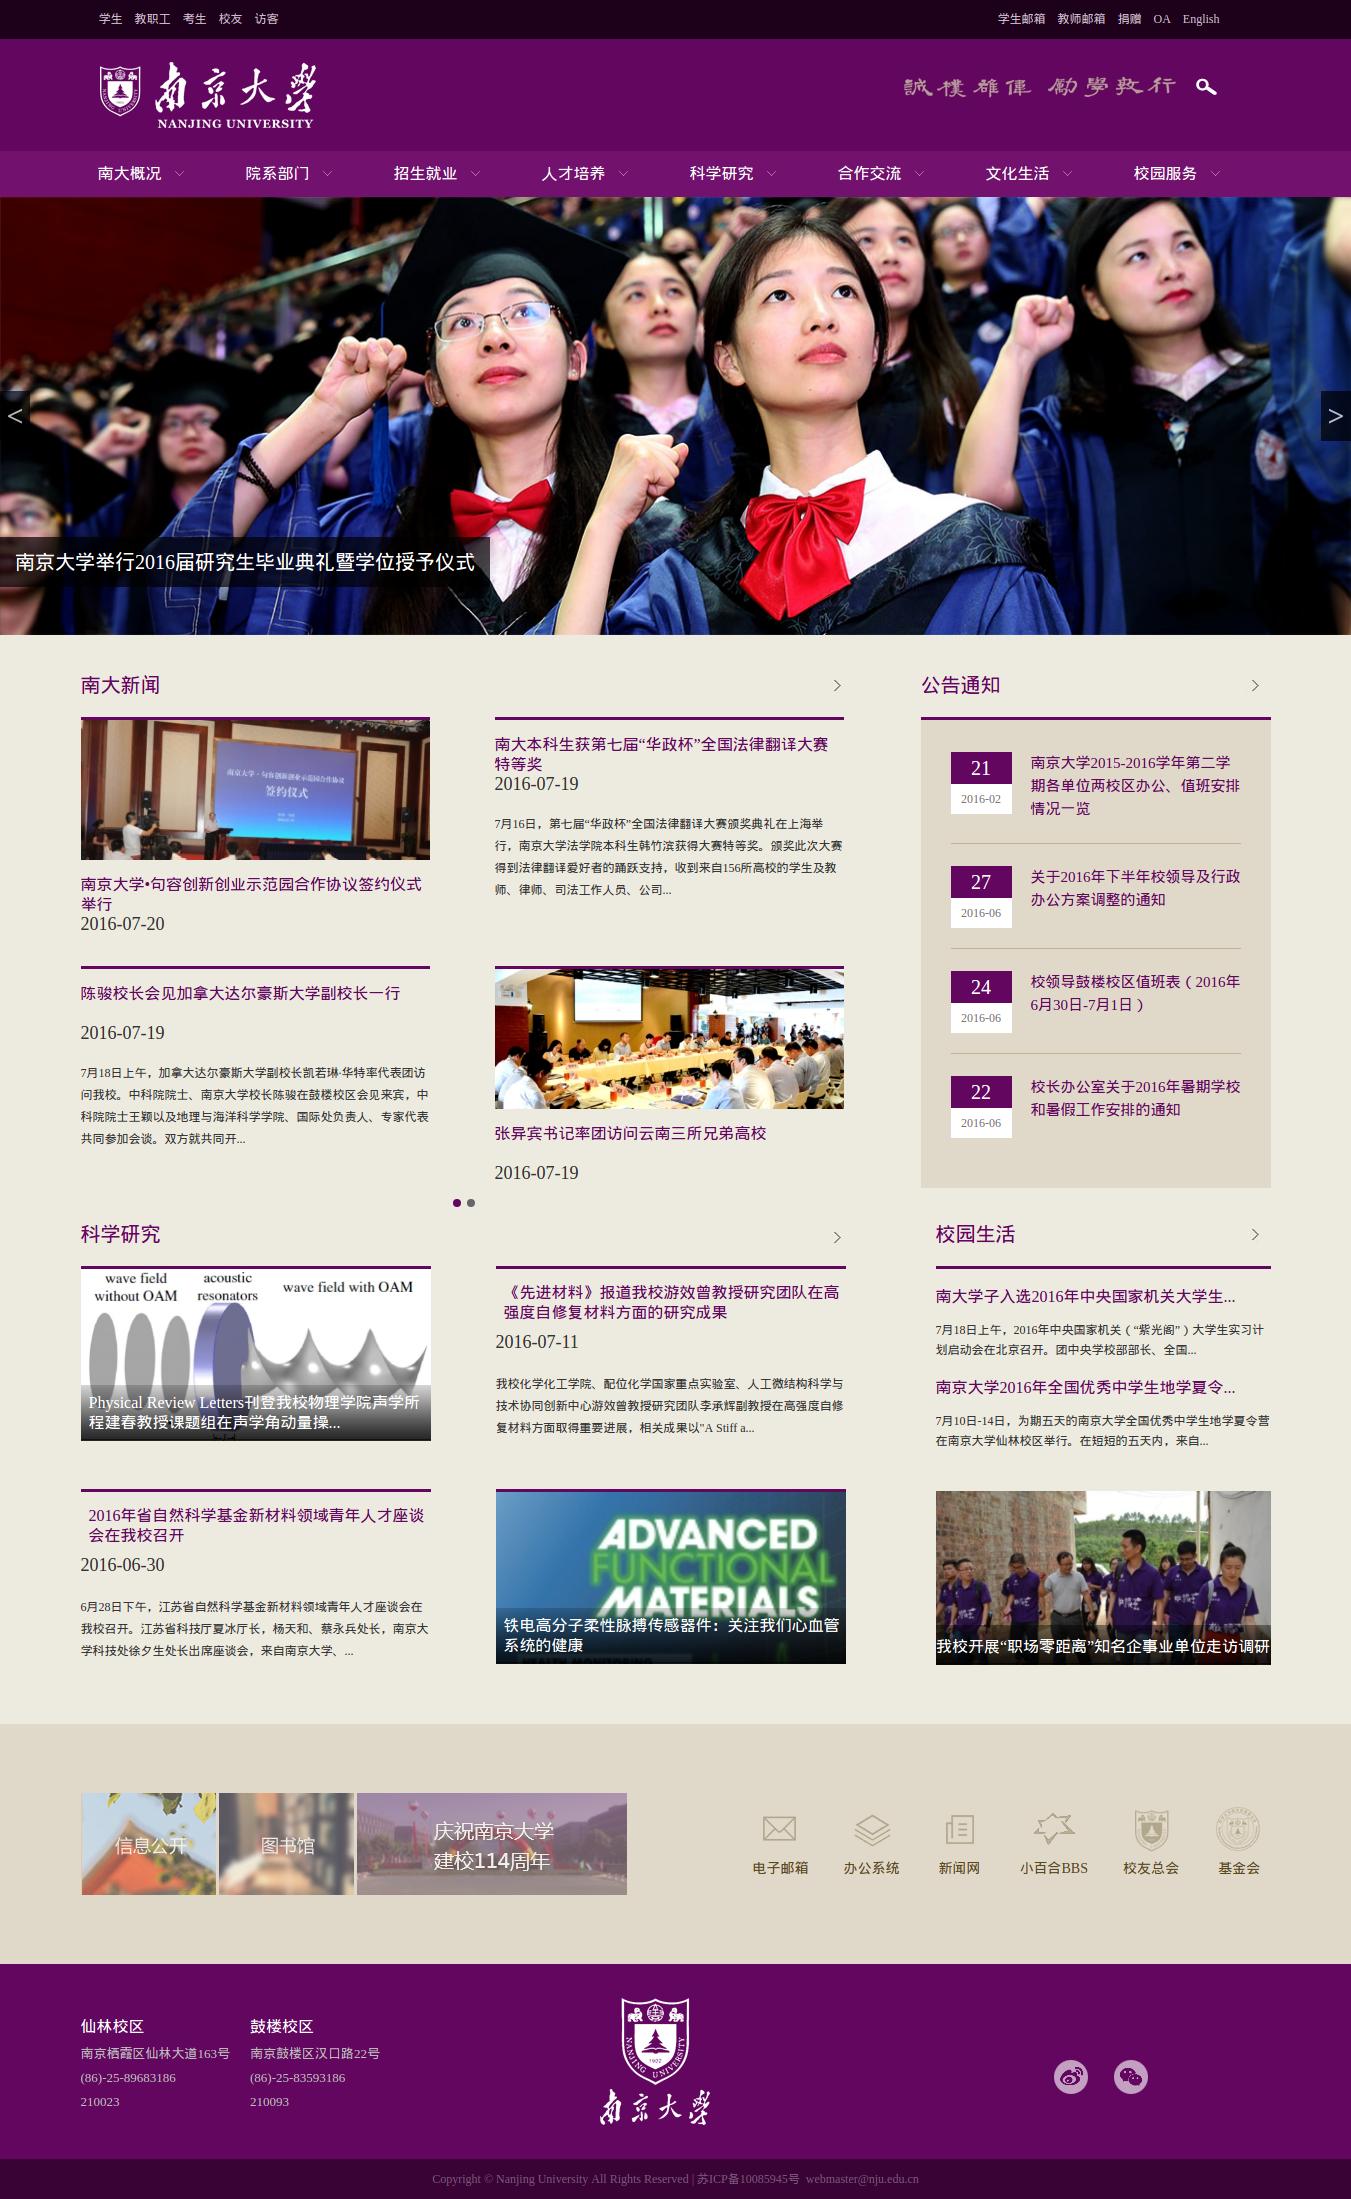 学生 教职工 考生 校友 访客
学生邮箱 教师邮箱 捐赠 OA English
南京大学
NANJING UNIVERSITY
誠樸雄偉 勵學敦行
南大概况 院系部门 招生就业 人才培养 科学研究 合作交流 文化生活 校园服务
<
>
南京大学举行2016届研究生毕业典礼暨学位授予仪式
南大新闻
南京大学·句容创新创业示范园合作协议
签约仪式
南京大学•句容创新创业示范园合作协议签约仪式
举行
2016-07-20
南大本科生获第七届“华政杯”全国法律翻译大赛
特等奖
2016-07-19
7月16日，第七届“华政杯”全国法律翻译大赛颁奖典礼在上海举
行，南京大学法学院本科生韩竹滨获得大赛特等奖。颁奖此次大赛
得到法律翻译爱好者的踊跃支持，收到来自156所高校的学生及教
师、律师、司法工作人员、公司...
陈骏校长会见加拿大达尔豪斯大学副校长一行
2016-07-19
7月18日上午，加拿大达尔豪斯大学副校长凯若琳·华特率代表团访
问我校。中科院院士、南京大学校长陈骏在鼓楼校区会见来宾，中
科院院士王颖以及地理与海洋科学学院、国际处负责人、专家代表
共同参加会谈。双方就共同开...
张异宾书记率团访问云南三所兄弟高校
2016-07-19
公告通知
21
2016-02
南京大学2015-2016学年第二学
期各单位两校区办公、值班安排
情况一览
27
2016-06
关于2016年下半年校领导及行政
办公方案调整的通知
24
2016-06
校领导鼓楼校区值班表（2016年
6月30日-7月1日）
22
2016-06
校长办公室关于2016年暑期学校
和暑假工作安排的通知
科学研究
wave field
without OAM
acoustic
resonators
wave field with OAM
Physical Review Letters刊登我校物理学院声学所
程建春教授课题组在声学角动量操...
《先进材料》报道我校游效曾教授研究团队在高
强度自修复材料方面的研究成果
2016-07-11
我校化学化工学院、配位化学国家重点实验室、人工微结构科学与
技术协同创新中心游效曾教授研究团队李承辉副教授在高强度自修
复材料方面取得重要进展，相关成果以"A Stiff a...
2016年省自然科学基金新材料领域青年人才座谈
会在我校召开
2016-06-30
6月28日下午，江苏省自然科学基金新材料领域青年人才座谈会在
我校召开。江苏省科技厅夏冰厅长，杨天和、蔡永兵处长，南京大
学科技处徐夕生处长出席座谈会，来自南京大学、...
ADVANCED
FUNCTIONAL
MATERIALS
铁电高分子柔性脉搏传感器件：关注我们心血管
系统的健康
校园生活
南大学子入选2016年中央国家机关大学生...
7月18日上午，2016年中央国家机关（“紫光阁”）大学生实习计
划启动会在北京召开。团中央学校部部长、全国...
南京大学2016年全国优秀中学生地学夏令...
7月10日-14日，为期五天的南京大学全国优秀中学生地学夏令营
在南京大学仙林校区举行。在短短的五天内，来自...
我校开展“职场零距离”知名企事业单位走访调研
信息公开
图书馆
庆祝南京大学
建校114周年
电子邮箱 办公系统 新闻网 小百合BBS 校友总会 基金会
仙林校区
南京栖霞区仙林大道163号
(86)-25-89683186
210023
鼓楼校区
南京鼓楼区汉口路22号
(86)-25-83593186
210093
NANJING UNIVERSITY
1902
南京大学
Copyright © Nanjing University All Rights Reserved | 苏ICP备10085945号 webmaster@nju.edu.cn